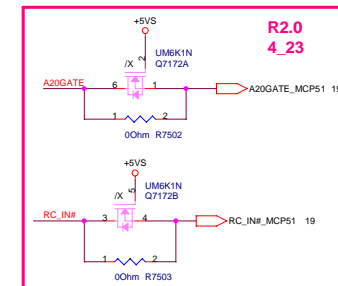 +5VS
R2.0
4_23
UM6K1N
/X
2
Q7172A
A20GATE
6
1
A20GATE_MCP51 19
1
2
0Ohm R7502
+5VS
UM6K1N
/X
5
Q7172B
RC_IN#
3
4
RC_IN#_MCP51 19
1
2
0Ohm R7503